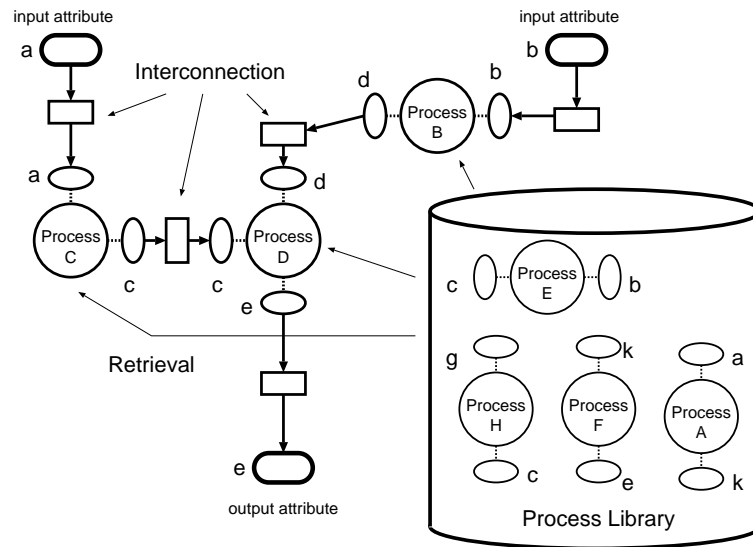 input attribute
a
input attribute
b
Interconnection
d
b
Process
B
a
d
Process
C
Process
D
c
c
e
Process
E
c
b
Retrieval
g
k
a
Process
H
Process
F
Process
A
c
e
k
e
output attribute
Process Library